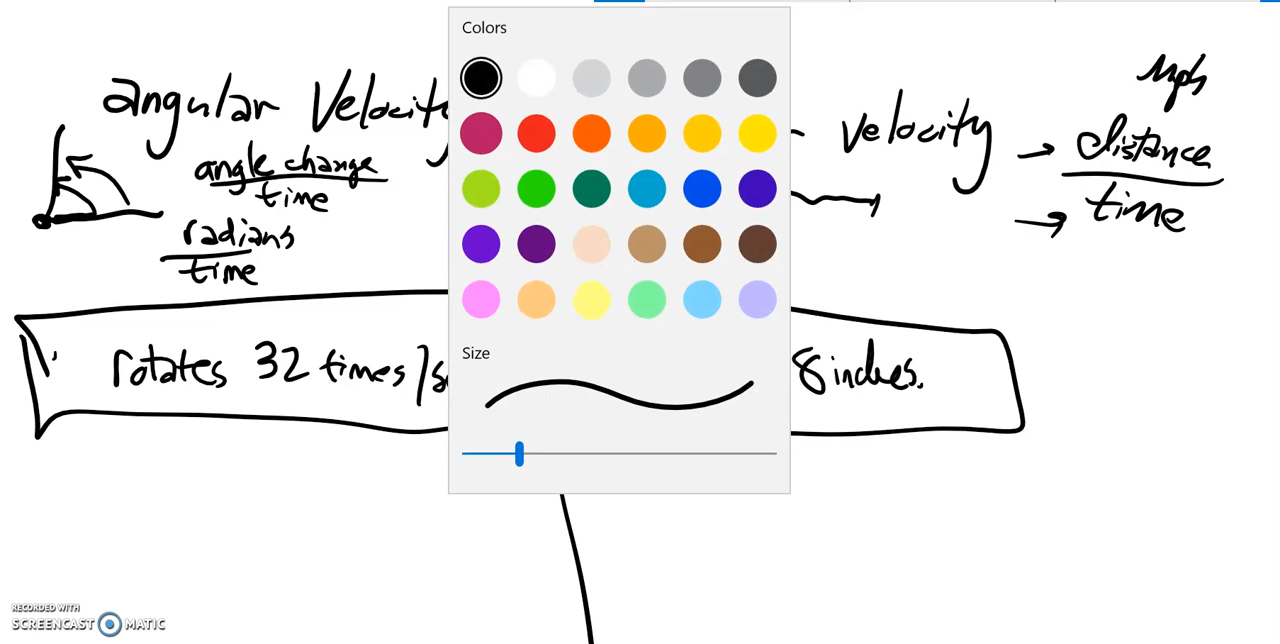 Colors
mph
angular Velocity
velocity → distance
angle change
time
→ time
radians
time
Size
rotates 32 times/s
8 inches.
RECORDED WITH
SCREENCAST MATIC